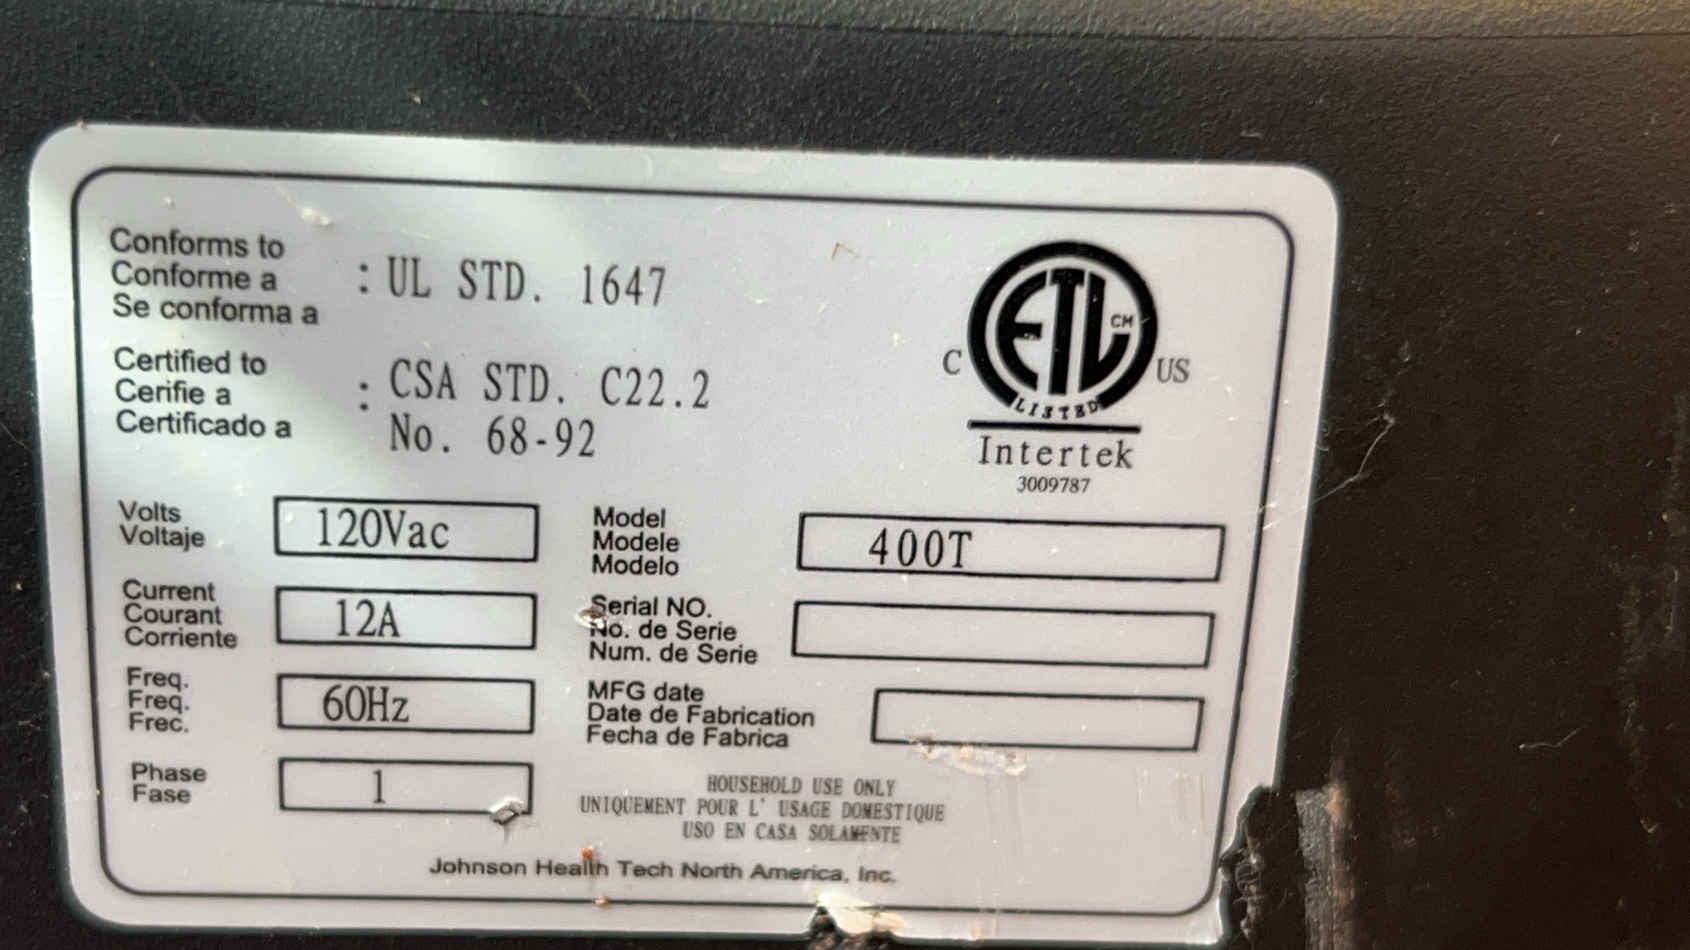 Conforms to
Conforme a
Se conforma a
: UL STD. 1647
Certified to
Cerifie a
Certificado a
: CSA STD. C22.2
No. 68-92
C ETL CM US
LISTED
Intertek
3009787
Volts
Voltaje
120Vac
Model
Modele
Modelo
400T
Current
Courant
Corriente
12A
Serial NO.
No. de Serie
Num. de Serie
Freq.
Freq.
Frec.
60Hz
MFG date
Date de Fabrication
Fecha de Fabrica
Phase
Fase
1
HOUSEHOLD USE ONLY
UNIQUEMENT POUR L' USAGE DOMESTIQUE
USO EN CASA SOLAMENTE
Johnson Health Tech North America, Inc.